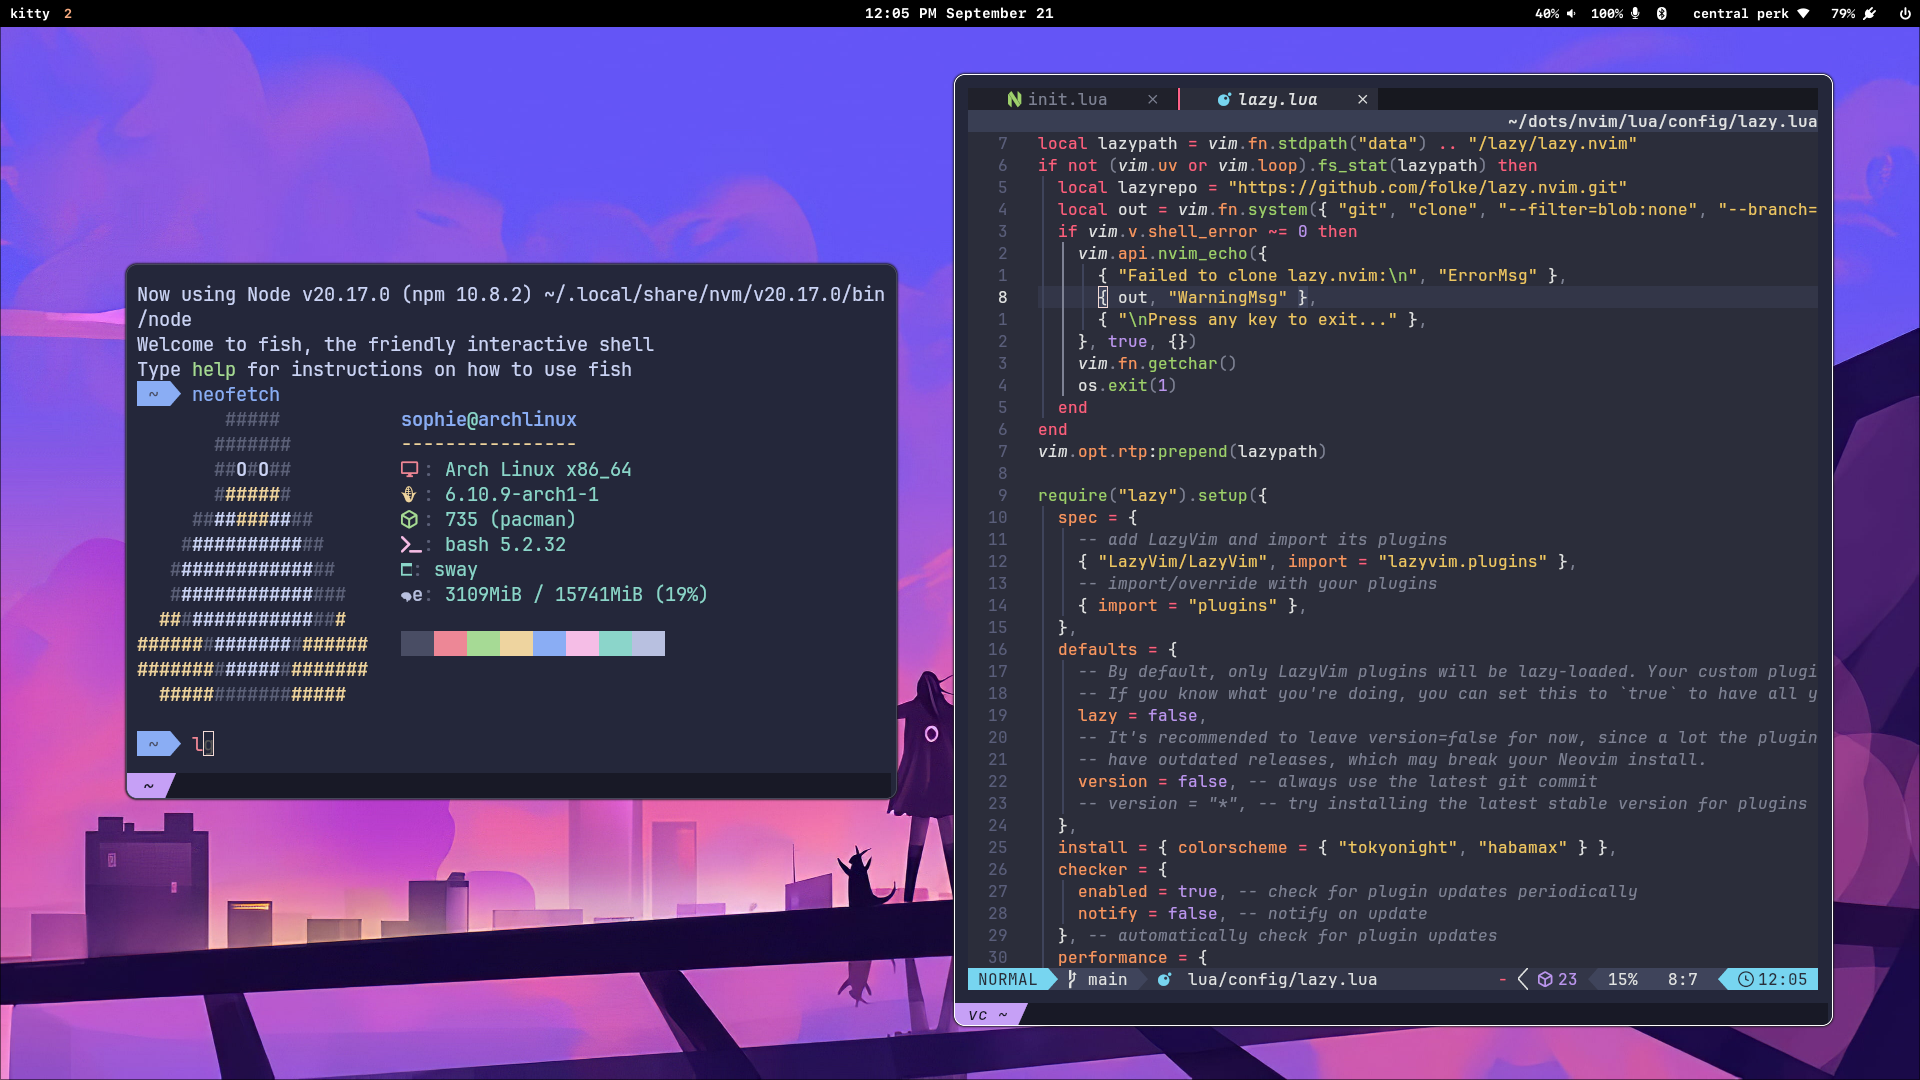 kitty 2
12:05 PM September 21
40% 100% central perk 79%
Now using Node v20.17.0 (npm 10.8.2) ~/.local/share/nvm/v20.17.0/bin
/node
Welcome to fish, the friendly interactive shell
Type help for instructions on how to use fish
~ neofetch
#####
#######
##O#O##
#######
###########
#############
###############
################
#################
#####################
#####################
#################
sophie@archlinux
----------------
: Arch Linux x86_64
: 6.10.9-arch1-1
: 735 (pacman)
: bash 5.2.32
: sway
e: 3109MiB / 15741MiB (19%)
~ l
~
init.lua ×
lazy.lua ×
~/dots/nvim/lua/config/lazy.lua
7 local lazypath = vim.fn.stdpath("data") .. "/lazy/lazy.nvim"
6 if not (vim.uv or vim.loop).fs_stat(lazypath) then
5 local lazyrepo = "https://github.com/folke/lazy.nvim.git"
4 local out = vim.fn.system({ "git", "clone", "--filter=blob:none", "--branch=
3 if vim.v.shell_error ~= 0 then
2 vim.api.nvim_echo({
1 { "Failed to clone lazy.nvim:\n", "ErrorMsg" },
8 { out, "WarningMsg" },
1 { "\nPress any key to exit..." },
2 }, true, {})
3 vim.fn.getchar()
4 os.exit(1)
5 end
6 end
7 vim.opt.rtp:prepend(lazypath)
8
9 require("lazy").setup({
10 spec = {
11 -- add LazyVim and import its plugins
12 { "LazyVim/LazyVim", import = "lazyvim.plugins" },
13 -- import/override with your plugins
14 { import = "plugins" },
15 },
16 defaults = {
17 -- By default, only LazyVim plugins will be lazy-loaded. Your custom plugi
18 -- If you know what you're doing, you can set this to `true` to have all y
19 lazy = false,
20 -- It's recommended to leave version=false for now, since a lot the plugin
21 -- have outdated releases, which may break your Neovim install.
22 version = false, -- always use the latest git commit
23 -- version = "*", -- try installing the latest stable version for plugins
24 },
25 install = { colorscheme = { "tokyonight", "habamax" } },
26 checker = {
27 enabled = true, -- check for plugin updates periodically
28 notify = false, -- notify on update
29 }, -- automatically check for plugin updates
30 performance = {
NORMAL main lua/config/lazy.lua - 23 15% 8:7 12:05
vc ~